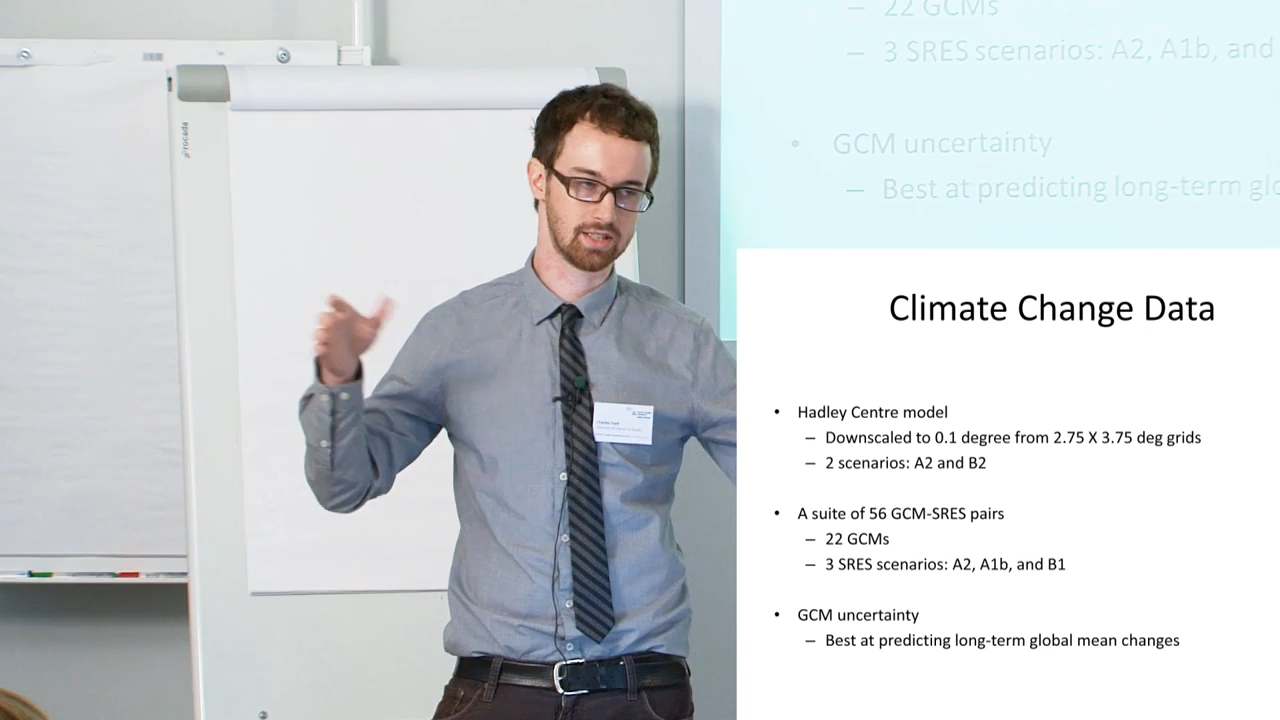 22 GCMs
– 3 SRES scenarios: A2, A1b, and
• GCM uncertainty
– Best at predicting long-term glo
rocada
Climate Change Data
• Hadley Centre model
– Downscaled to 0.1 degree from 2.75 X 3.75 deg grids
– 2 scenarios: A2 and B2
• A suite of 56 GCM-SRES pairs
– 22 GCMs
– 3 SRES scenarios: A2, A1b, and B1
• GCM uncertainty
– Best at predicting long-term global mean changes